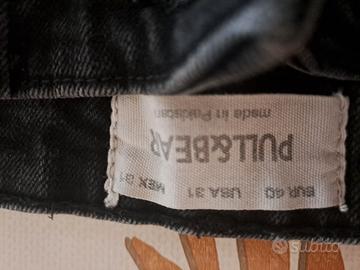 PULL&BEAR
made in Pakistan
EUR 40 USA 31 MEX 31
subito